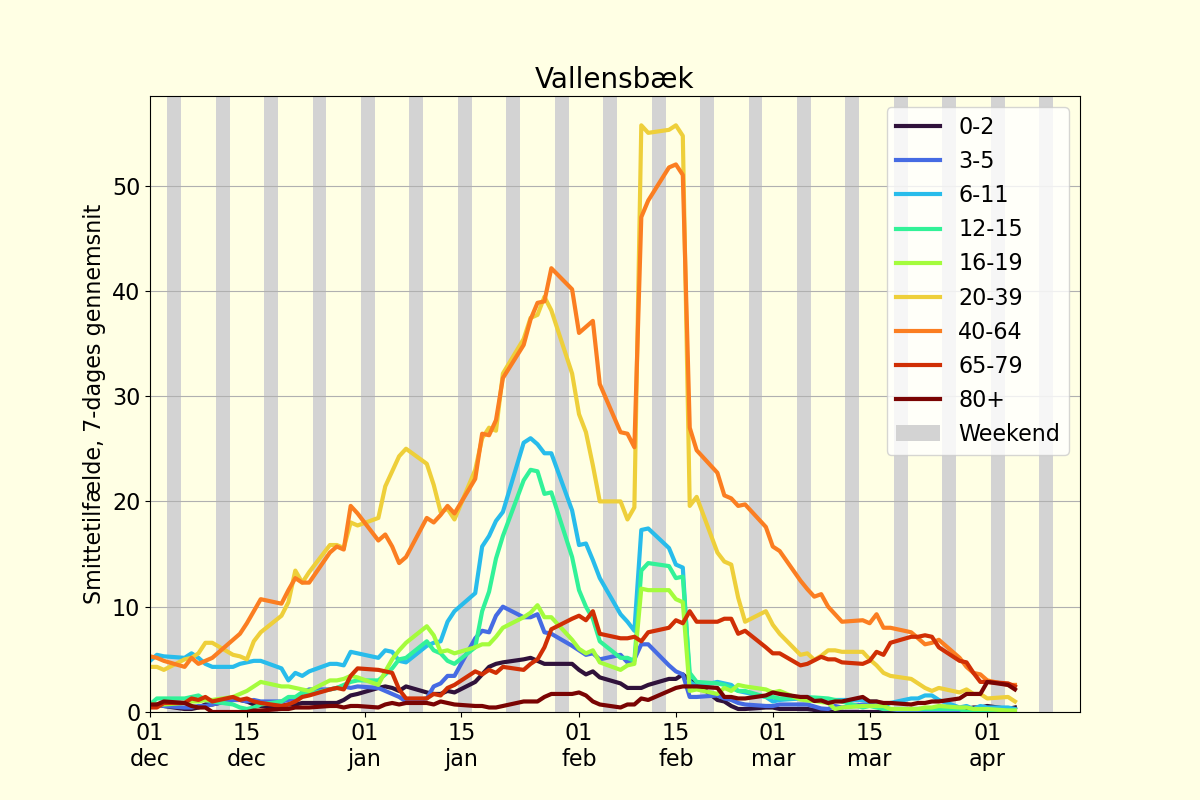 Vallensbæk
Smittetilfælde, 7-dages gennemsnit
50
40
30
20
10
0
01 dec
15 dec
01 jan
15 jan
01 feb
15 feb
01 mar
15 mar
01 apr
0-2
3-5
6-11
12-15
16-19
20-39
40-64
65-79
80+
Weekend